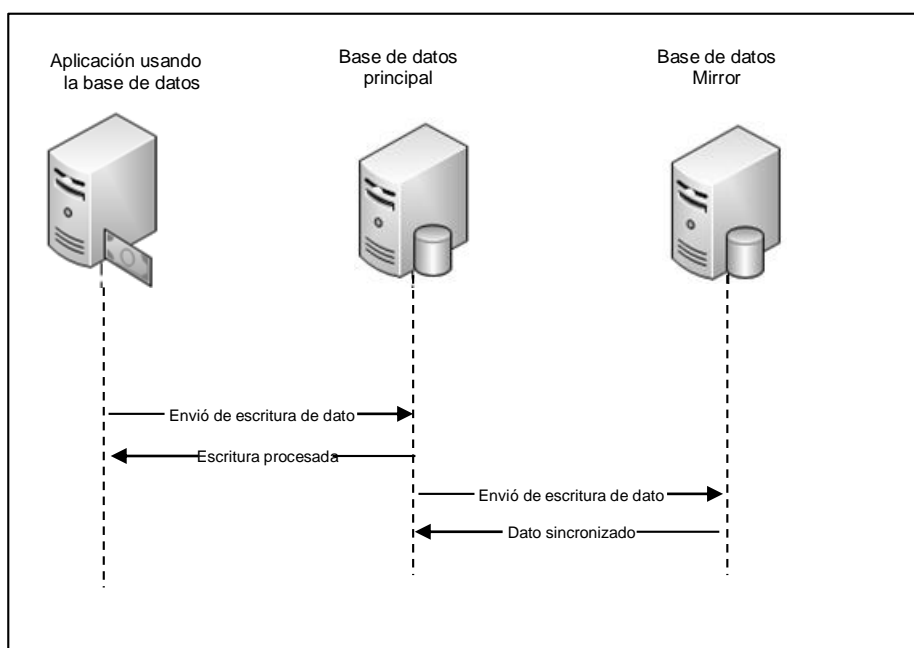 Aplicación usando
la base de datos
Base de datos
principal
Base de datos
Mirror
Envió de escritura de dato
Escritura procesada
Envió de escritura de dato
Dato sincronizado